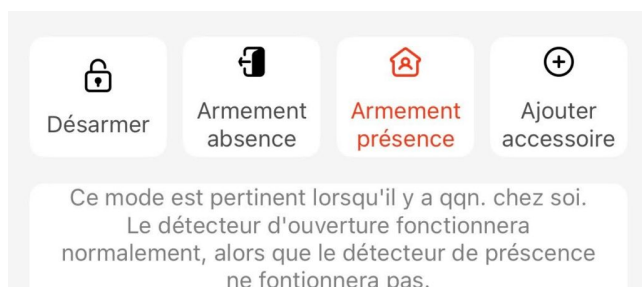 Désarmer
Armement
absence
Armement
présence
Ajouter
accessoire
Ce mode est pertinent lorsqu'il y a qqn. chez soi.
Le détecteur d'ouverture fonctionnera
normalement, alors que le détecteur de préscence
ne fontionnera pas.